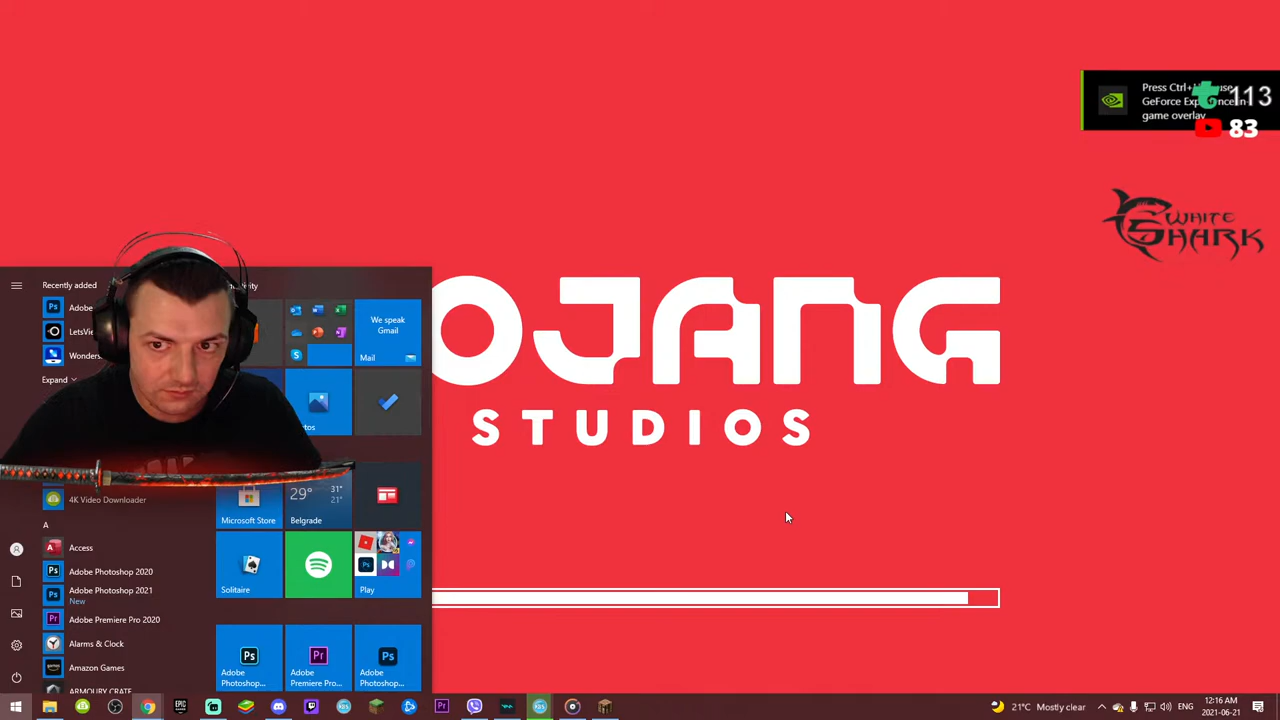 Press Ctrl+
GeForce
game overlay
113
83
WHITE
SHARK
OJANG
STUDIOS
Recently added
Adobe
Expand
We speak
Gmail
Mail
4K Video Downloader
A
Access
Adobe Photoshop 2020
Adobe Photoshop 2021
New
Adobe Premiere Pro 2020
Alarms & Clock
Amazon Games
ARMOURY CRATE
Microsoft Store
29°
31°
21°
Belgrade
Solitaire
Play
Adobe
Photoshop...
Adobe
Premiere Pro...
Adobe
Photoshop...
21°C Mostly clear
ENG
12:16 AM
2021-06-21